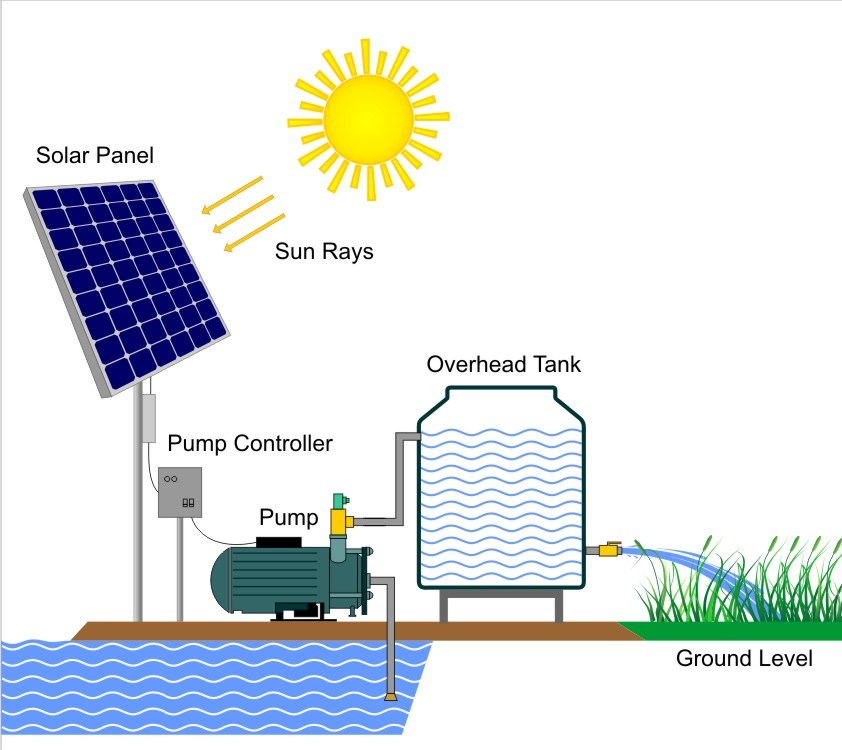 Solar Panel
Sun Rays
Overhead Tank
Pump Controller
Pump
Ground Level